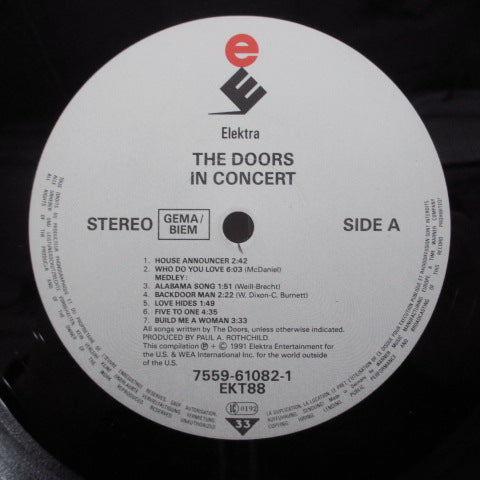 e
E
Elektra
THE DOORS
IN CONCERT
STEREO GEMA/BIEM SIDE A
1. HOUSE ANNOUNCER 2:42
2. WHO DO YOU LOVE 6:03 (McDaniel)
MEDLEY:
3. ALABAMA SONG 1:51 (Weill-Brecht)
4. BACKDOOR MAN 2:22 (W. Dixon-C. Burnett)
5. LOVE HIDES 1:49
6. FIVE TO ONE 4:35
7. BUILD ME A WOMAN 3:33
All songs written by The Doors, unless otherwise indicated.
PRODUCED BY PAUL A. ROTHCHILD.
This compilation ℗ + © 1991 Elektra Entertainment for
the U.S. & WEA International Inc. for the world outside
of the U.S.
7559-61082-1
EKT88
LC 0192
33